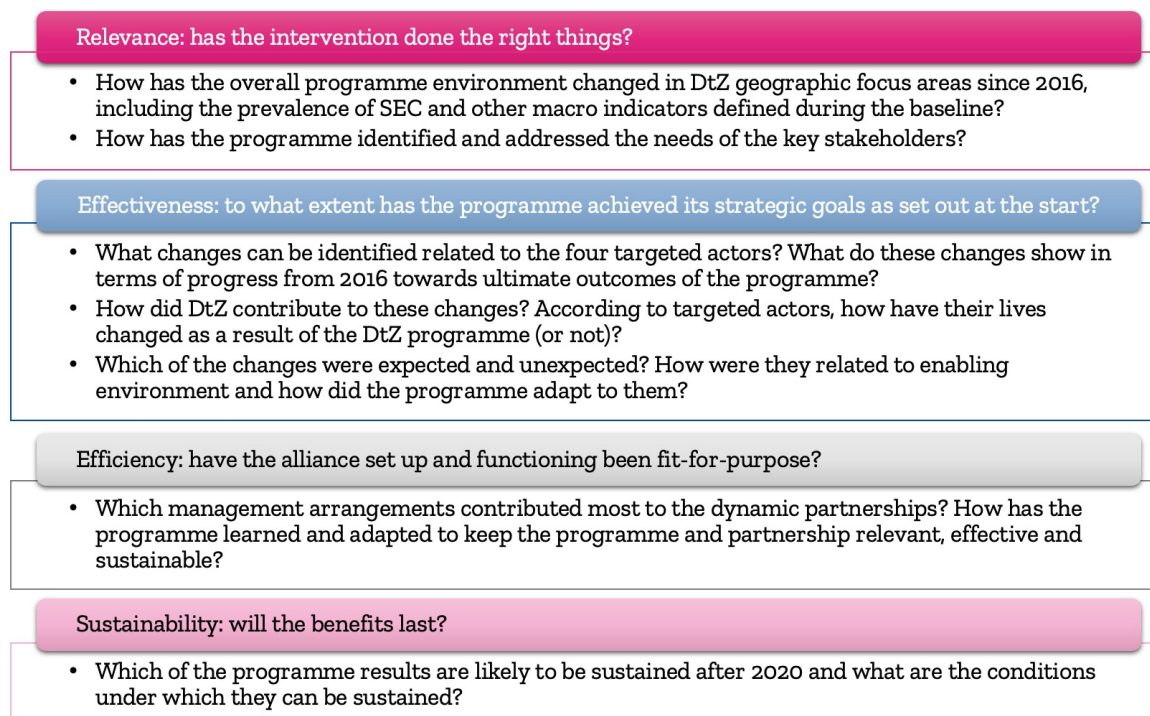 Relevance: has the intervention done the right things?
• How has the overall programme environment changed in DtZ geographic focus areas since 2016,
including the prevalence of SEC and other macro indicators defined during the baseline?
• How has the programme identified and addressed the needs of the key stakeholders?
Effectiveness: to what extent has the programme achieved its strategic goals as set out at the start?
• What changes can be identified related to the four targeted actors? What do these changes show in
terms of progress from 2016 towards ultimate outcomes of the programme?
• How did DtZ contribute to these changes? According to targeted actors, how have their lives
changed as a result of the DtZ programme (or not)?
• Which of the changes were expected and unexpected? How were they related to enabling
environment and how did the programme adapt to them?
Efficiency: have the alliance set up and functioning been fit-for-purpose?
• Which management arrangements contributed most to the dynamic partnerships? How has the
programme learned and adapted to keep the programme and partnership relevant, effective and
sustainable?
Sustainability: will the benefits last?
• Which of the programme results are likely to be sustained after 2020 and what are the conditions
under which they can be sustained?